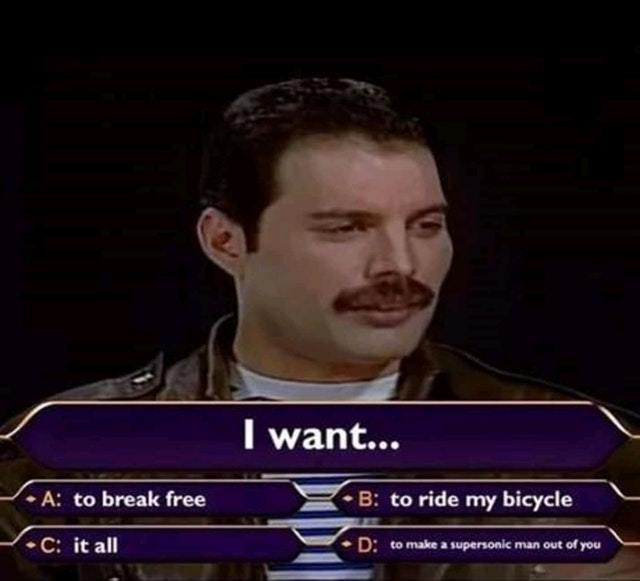 I want...
A: to break free
B: to ride my bicycle
C: it all
D: to make a supersonic man out of you